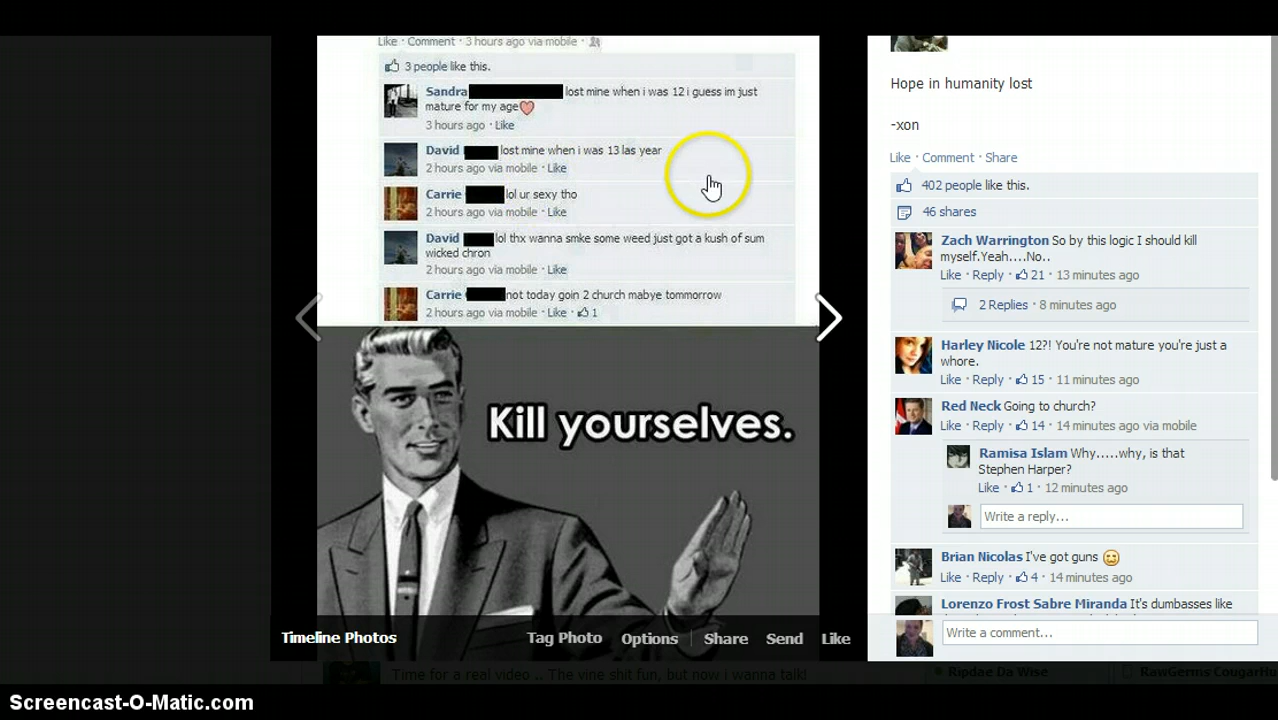 Like · Comment · 3 hours ago via mobile ·
3 people like this.
Sandra lost mine when i was 12 i guess im just
mature for my age
3 hours ago · Like
David lost mine when i was 13 las year
2 hours ago via mobile · Like
Carrie lol ur sexy tho
2 hours ago via mobile · Like
David lol thx wanna smke some weed just got a kush of sum
wicked chron
2 hours ago via mobile · Like
Carrie not today goin 2 church mabye tommorrow
2 hours ago via mobile · Like · 1
Kill yourselves.
Timeline Photos
Tag Photo Options Share Send Like
Hope in humanity lost
-xon
Like · Comment · Share
402 people like this.
46 shares
Zach Warrington So by this logic I should kill
myself.Yeah....No..
Like · Reply · 21 · 13 minutes ago
2 Replies · 8 minutes ago
Harley Nicole 12?! You're not mature you're just a
whore.
Like · Reply · 15 · 11 minutes ago
Red Neck Going to church?
Like · Reply · 14 · 14 minutes ago via mobile
Ramisa Islam Why.....why, is that
Stephen Harper?
Like · 1 · 12 minutes ago
Write a reply...
Brian Nicolas I've got guns
Like · Reply · 4 · 14 minutes ago
Lorenzo Frost Sabre Miranda It's dumbasses like
Write a comment...
Time for a real video .. The vine shit fun, but now i wanna talk!
Ripdae Da Wise
RawGerms CougarHu
Screencast-O-Matic.com